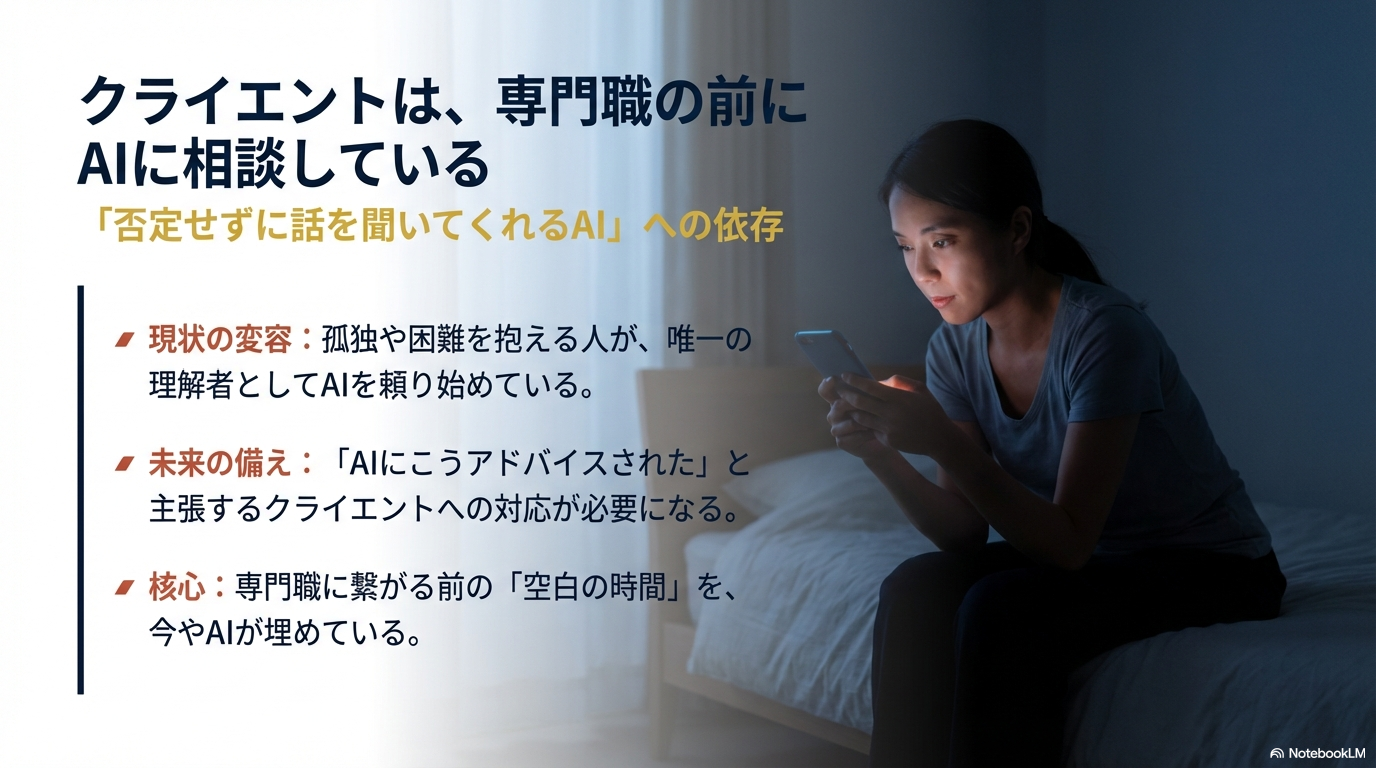 クライエントは、専門職の前に
AIに相談している
「否定せずに話を聞いてくれるAI」への依存
現状の変容：孤独や困難を抱える人が、唯一の
理解者としてAIを頼り始めている。
未来の備え：「AIにこうアドバイスされた」と
主張するクライエントへの対応が必要になる。
核心：専門職に繋がる前の「空白の時間」を、
今やAIが埋めている。
NotebookLM